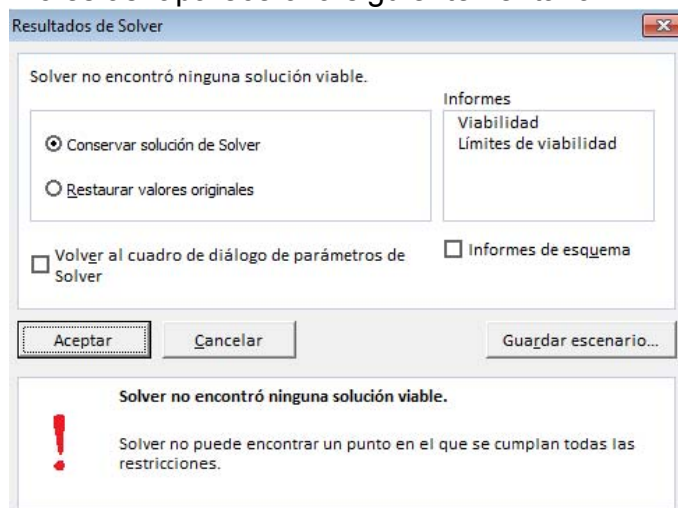 Resultados de Solver
Solver no encontró ninguna solución viable.
Informes
Viabilidad
Límites de viabilidad
Conservar solución de Solver
Restaurar valores originales
Volver al cuadro de diálogo de parámetros de
Solver
Informes de esquema
Aceptar
Cancelar
Guardar escenario...
Solver no encontró ninguna solución viable.
Solver no puede encontrar un punto en el que se cumplan todas las
restricciones.